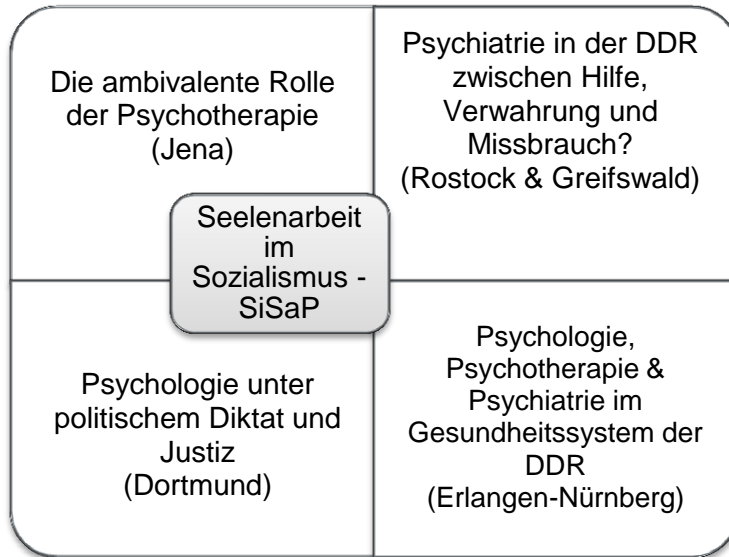 Die ambivalente Rolle
der Psychotherapie
(Jena)
Psychiatrie in der DDR
zwischen Hilfe,
Verwahrung und
Missbrauch?
(Rostock & Greifswald)
Seelenarbeit
im
Sozialismus -
SiSaP
Psychologie unter
politischem Diktat und
Justiz
(Dortmund)
Psychologie,
Psychotherapie &
Psychiatrie im
Gesundheitssystem der
DDR
(Erlangen-Nürnberg)